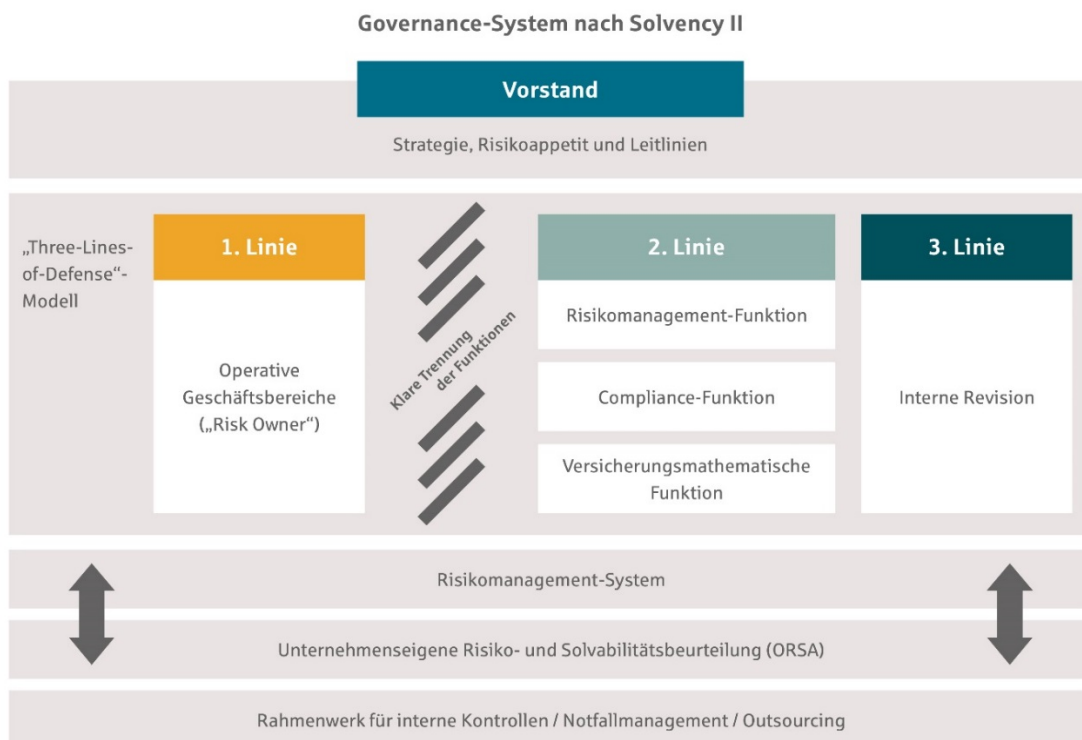 Governance-System nach Solvency II
Vorstand
Strategie, Risikoappetit und Leitlinien
„Three-Lines-
of-Defense“-
Modell
1. Linie
Operative
Geschäftsbereiche
(„Risk Owner“)
Klare Trennung
der Funktionen
2. Linie
Risikomanagement-Funktion
Compliance-Funktion
Versicherungsmathematische
Funktion
3. Linie
Interne Revision
Risikomanagement-System
Unternehmenseigene Risiko- und Solvabilitätsbeurteilung (ORSA)
Rahmenwerk für interne Kontrollen / Notfallmanagement / Outsourcing